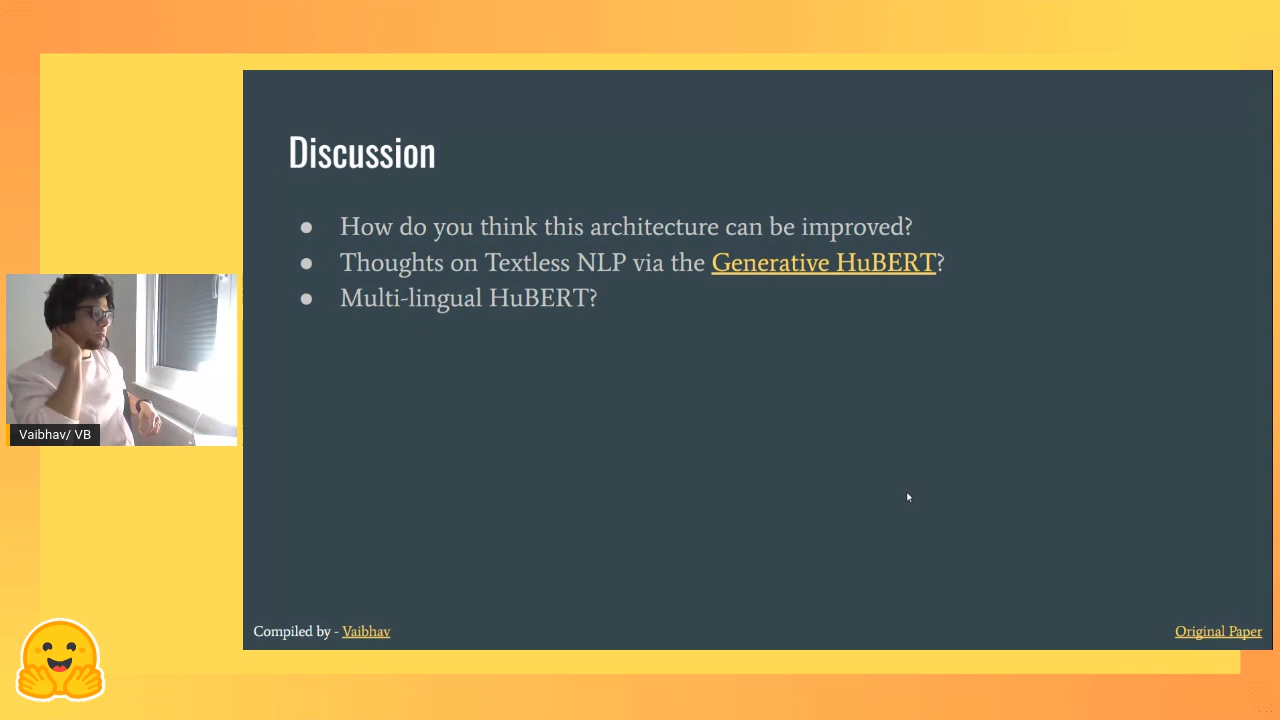 Discussion
● How do you think this architecture can be improved?
● Thoughts on Textless NLP via the Generative HuBERT?
● Multi-lingual HuBERT?
Vaibhav/ VB
Compiled by - Vaibhav
Original Paper